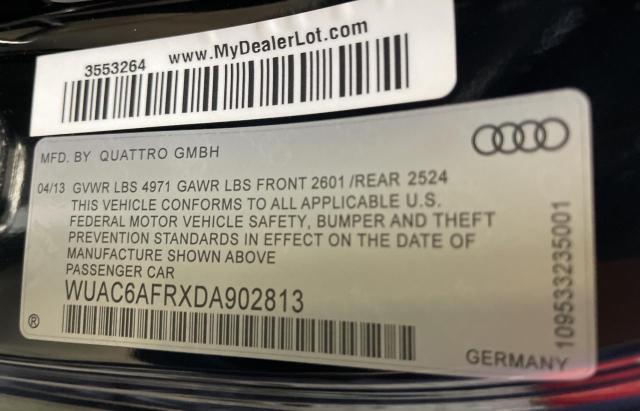 www.MyDealerLot.com
3553264
MFD. BY QUATTRO GMBH
04/13 GVWR LBS 4971 GAWR LBS FRONT 2601 /REAR 2524
THIS VEHICLE CONFORMS TO ALL APPLICABLE U.S.
FEDERAL MOTOR VEHICLE SAFETY, BUMPER AND THEFT
PREVENTION STANDARDS IN EFFECT ON THE DATE OF
MANUFACTURE SHOWN ABOVE
PASSENGER CAR
WUAC6AFRXDA902813
®
109533235001
GERMANY